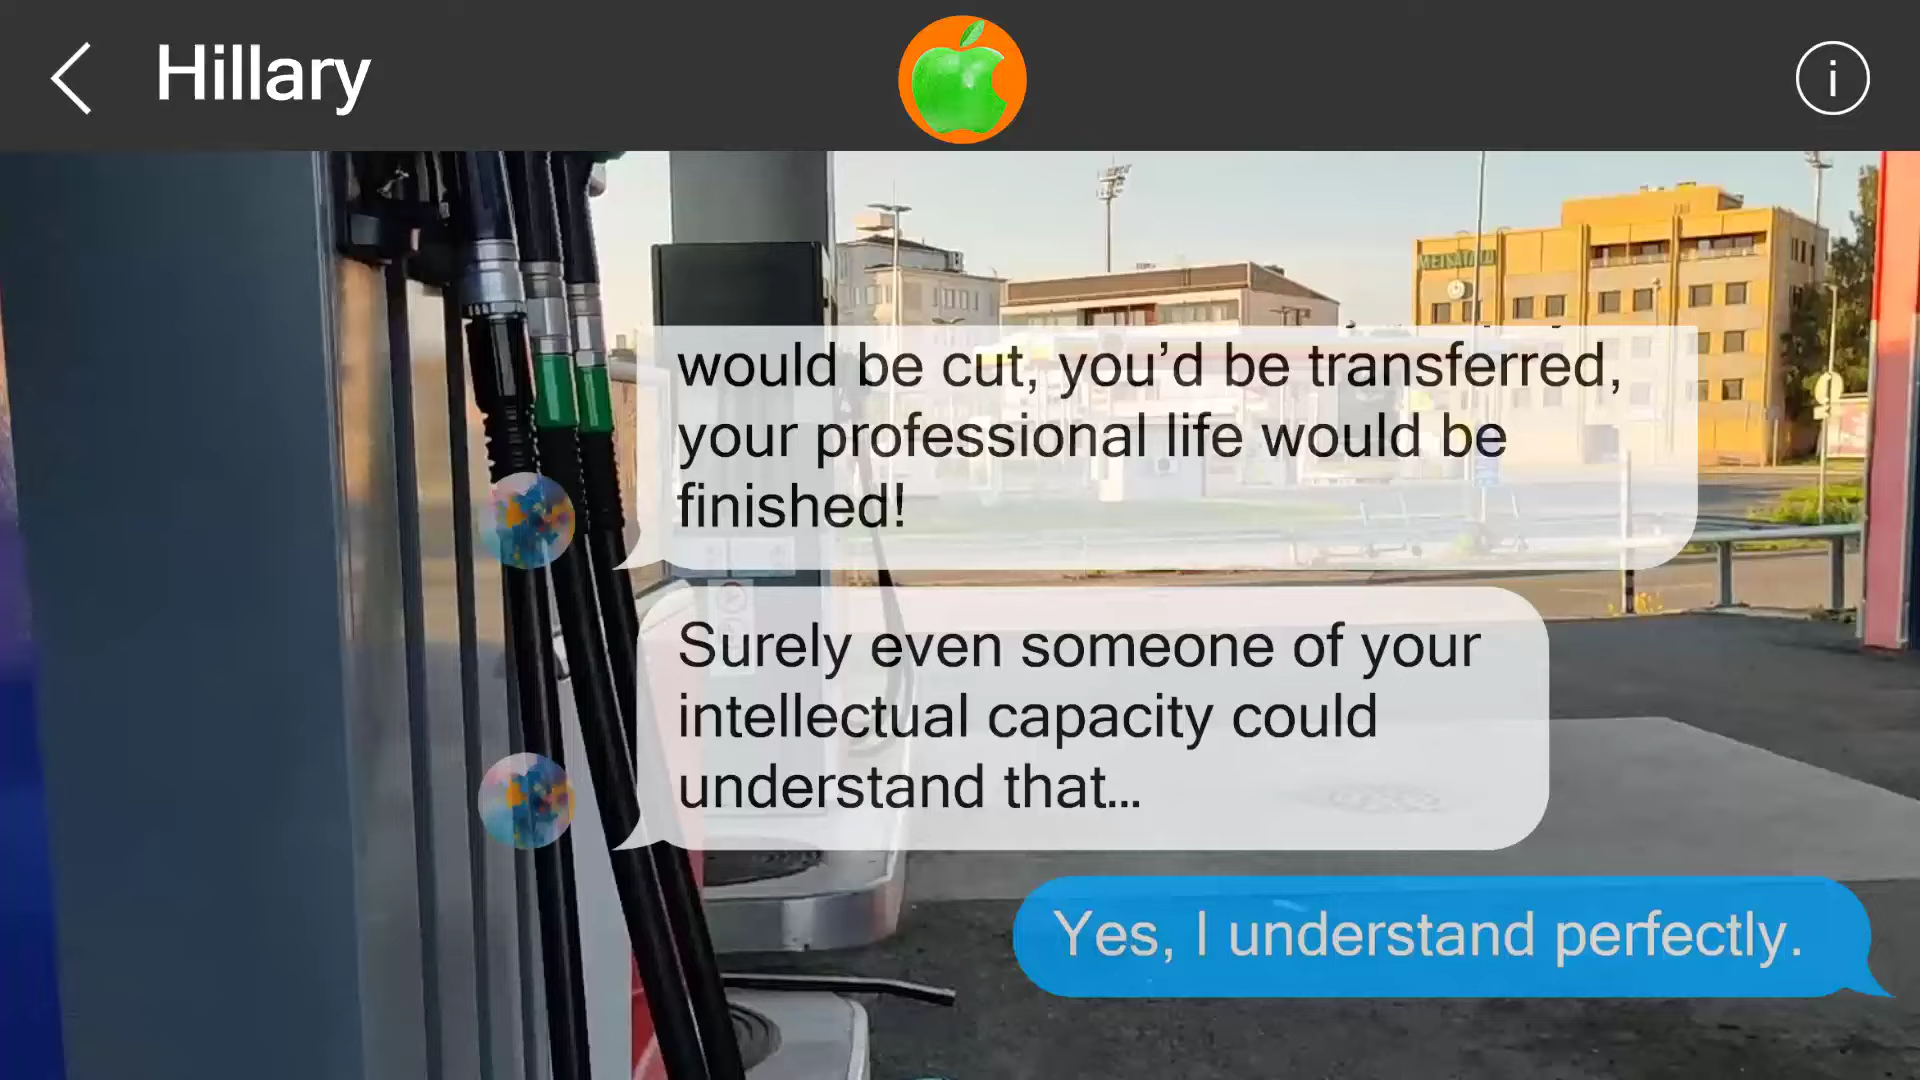 Hillary
i
would be cut, you’d be transferred,
your professional life would be
finished!
Surely even someone of your
intellectual capacity could
understand that...
Yes, I understand perfectly.